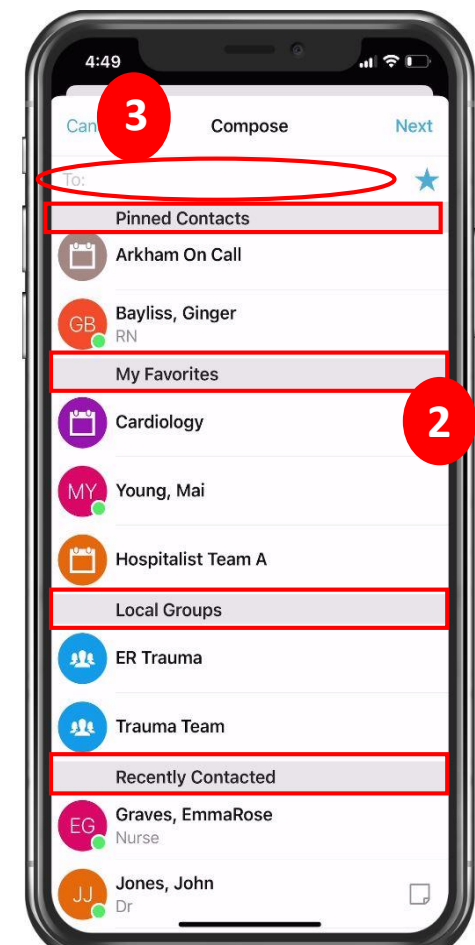 4:49
Can
3
Compose
Next
To:
Pinned Contacts
Arkham On Call
GB
Bayliss, Ginger
RN
My Favorites
2
Cardiology
MY
Young, Mai
Hospitalist Team A
Local Groups
ER Trauma
Trauma Team
Recently Contacted
EG
Graves, EmmaRose
Nurse
JJ
Jones, John
Dr